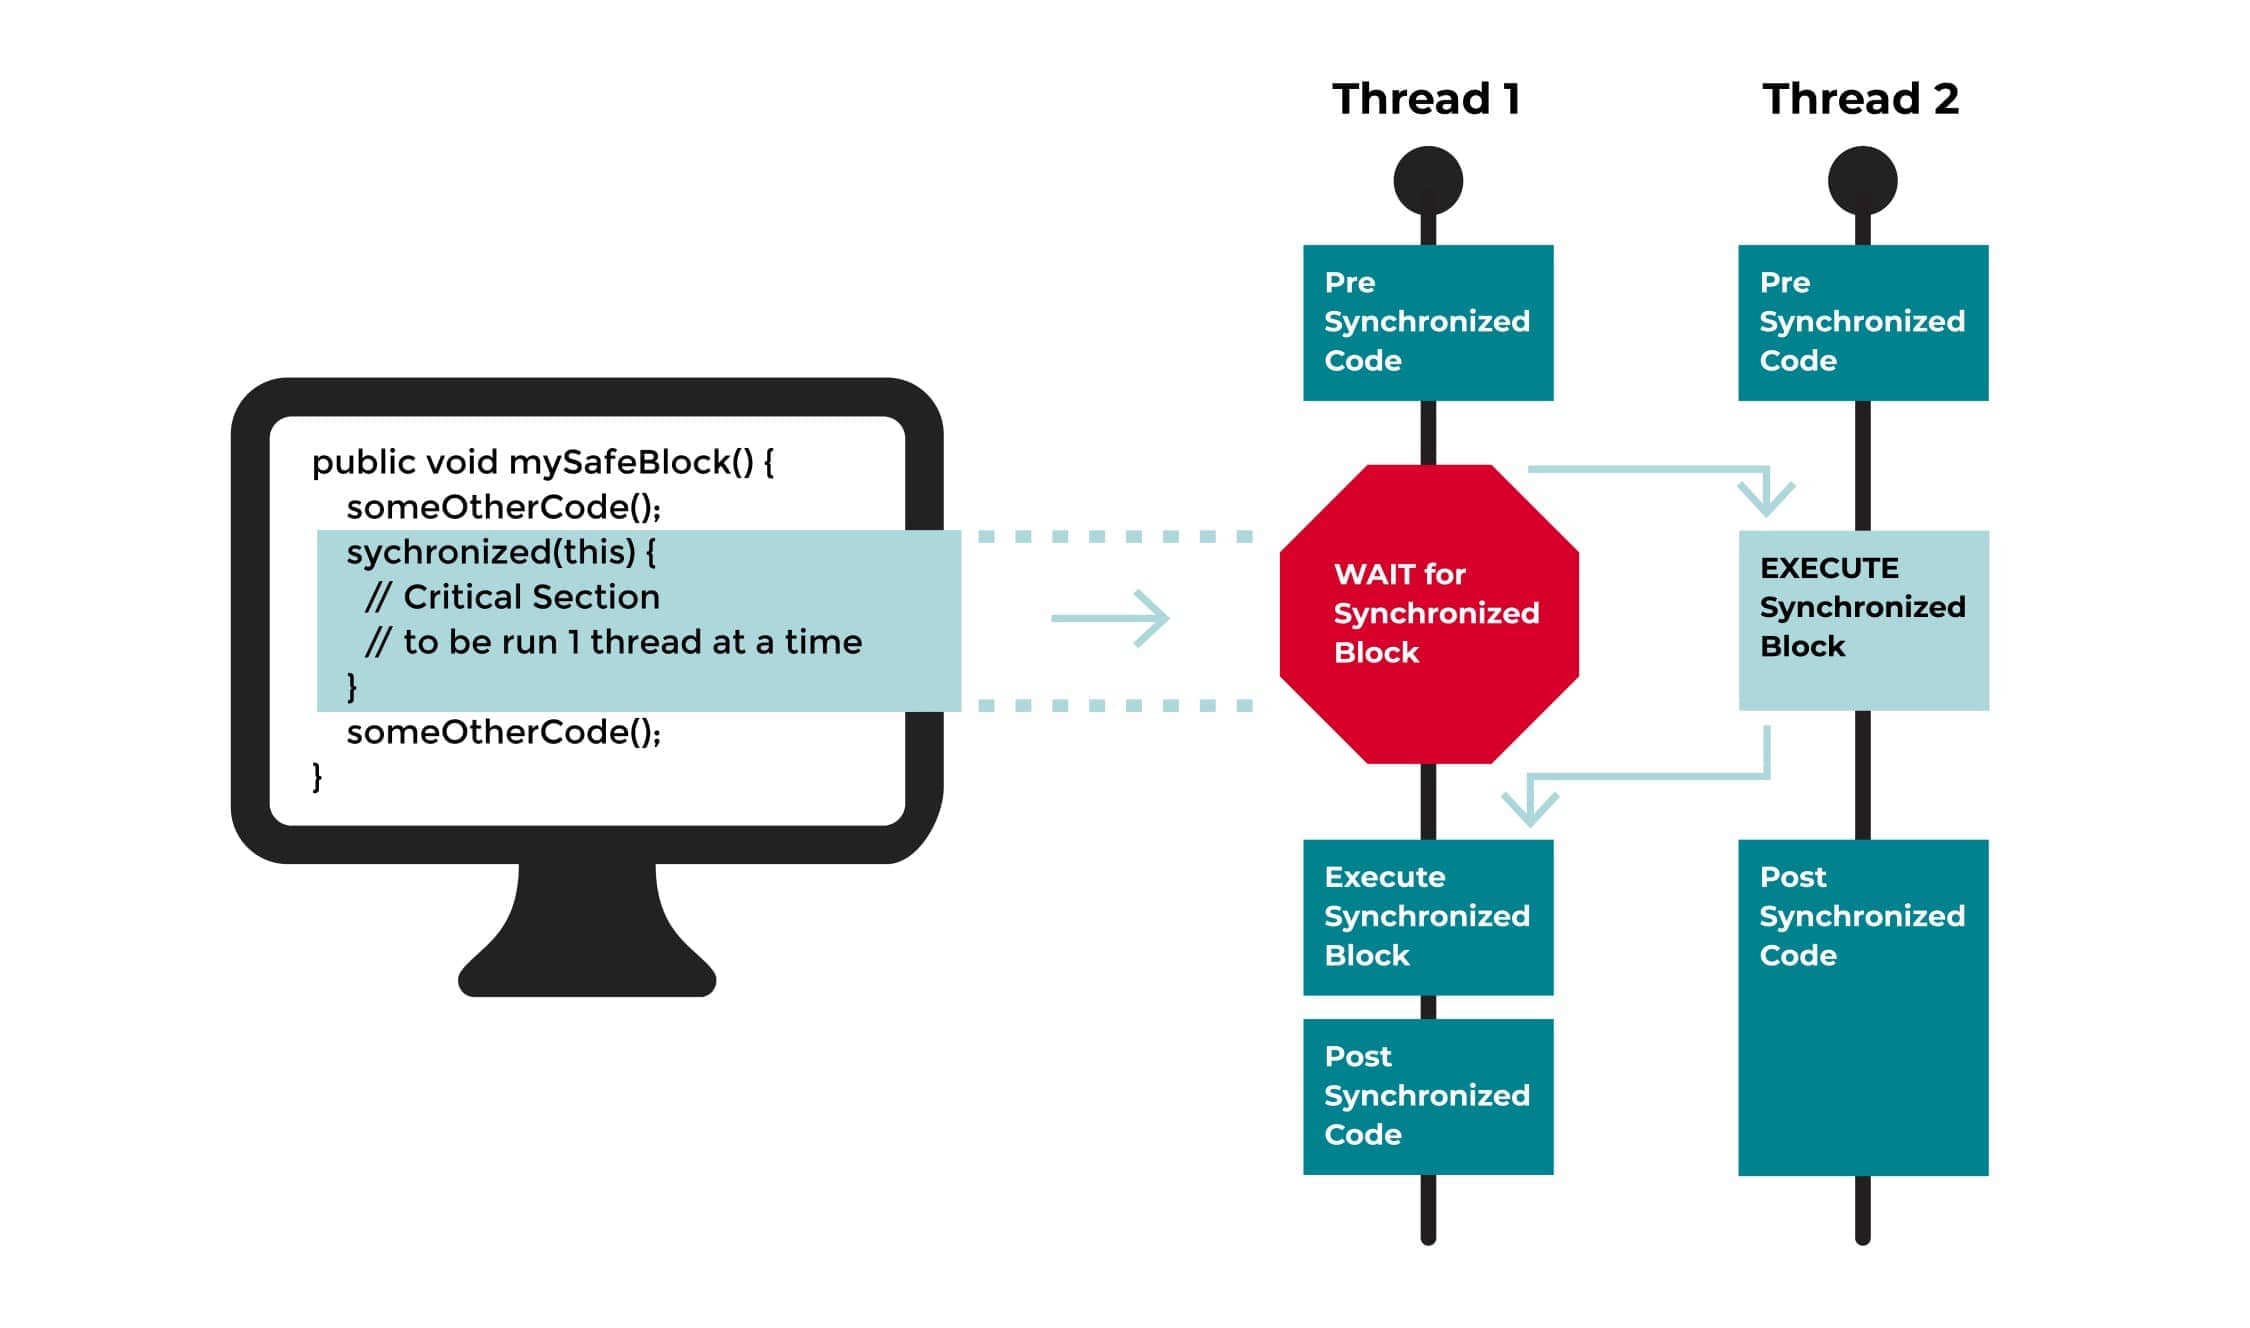 public void mySafeBlock() {
someOtherCode();
sychronized(this) {
// Critical Section
// to be run 1 thread at a time
}
someOtherCode();
}
Thread 1
Pre
Synchronized
Code
WAIT for
Synchronized
Block
Execute
Synchronized
Block
Post
Synchronized
Code
Thread 2
Pre
Synchronized
Code
EXECUTE
Synchronized
Block
Post
Synchronized
Code